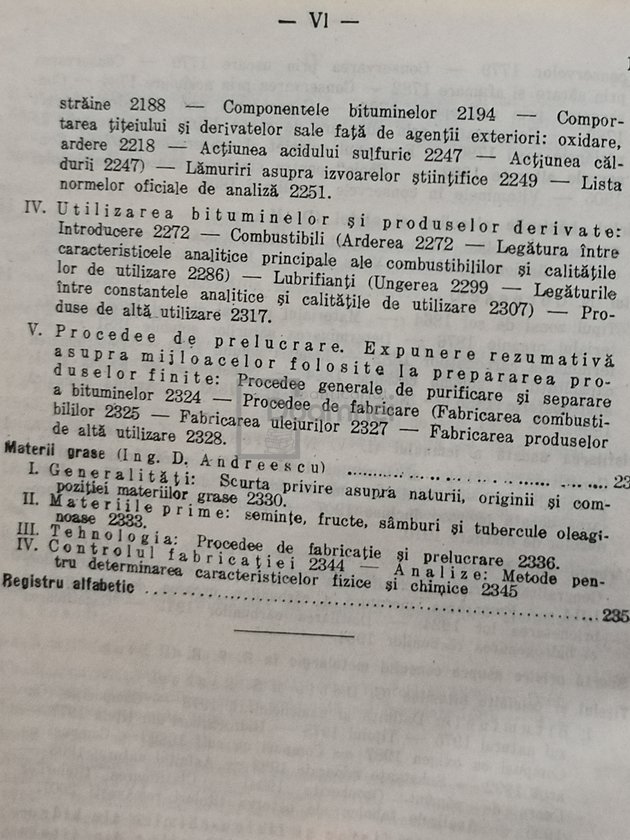 — VI —
străine 2188 — Componentele bituminelor 2194 — Compor-
tarea țițeiului și derivatelor sale față de agenții exteriori: oxidare,
ardere 2218 — Acțiunea acidului sulfuric 2247 — Acțiunea căl-
durii 2247) — Lămuriri asupra izvoarelor științifice 2249 — Lista
normelor oficiale de analiză 2251.
IV. Utilizarea bituminelor și produselor derivate:
Introducere 2272 — Combustibili (Arderea 2272 — Legătura între
caracteristicele analitice principale ale combustibililor și calitățile
lor de utilizare 2286) — Lubrifianți (Ungerea 2299 — Legăturile
între constantele analitice și calitățile de utilizare 2307) — Pro-
duse de altă utilizare 2317.
V. Procedee de prelucrare. Expunere rezumativă
asupra mijloacelor folosite la prepararea pro-
duselor finite: Procedee generale de purificare și separare
a bituminelor 2324 — Procedee de fabricare (Fabricarea combusti-
bililor 2325 — Fabricarea uleiurilor 2327 — Fabricarea produselor
de altă utilizare 2328.
Materii grase (Ing. D. Andreescu) ........................ 23
I. Generalități: Scurta privire asupra naturii, originii și com-
poziției materiilor grase 2330.
II. Materiile prime: semințe, fructe, sâmburi și tubercule oleagi-
noase 2333.
III. Tehnologia: Procedee de fabricație și prelucrare 2336.
IV. Controlul fabricației 2344 — Analize: Metode pen-
tru determinarea caracteristicelor fizice și chimice 2345
Registru alfabetic ........................ 235